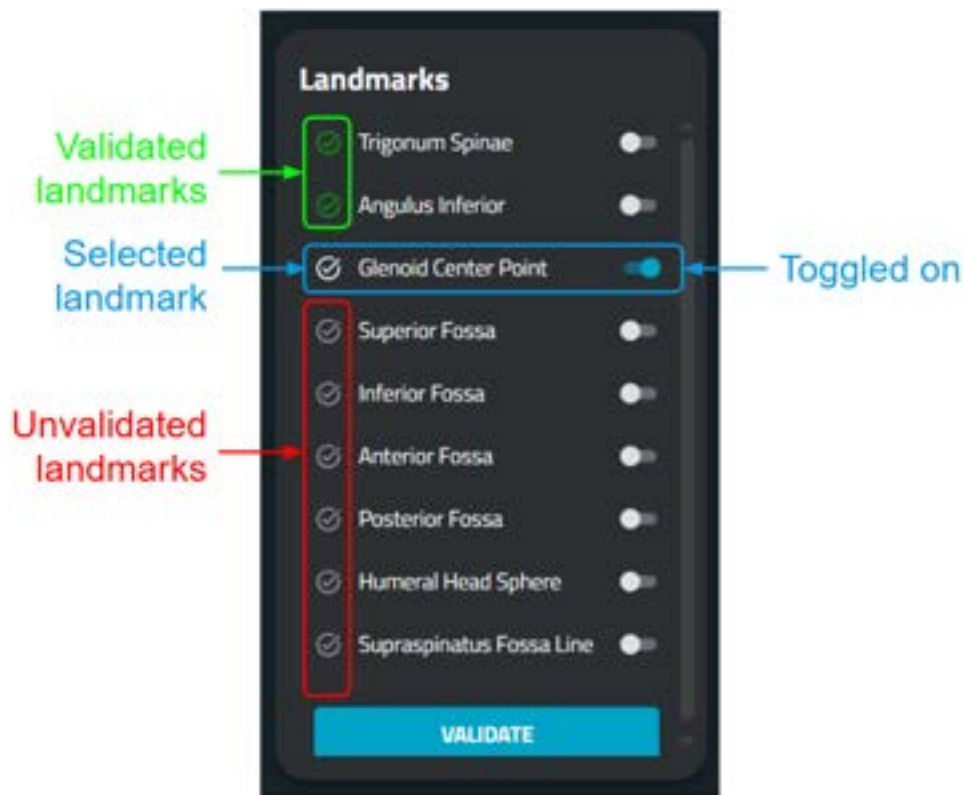 Landmarks
Validated
landmarks
Trigonum Spinae
Angulus Inferior
Selected
landmark
Glenoid Center Point
Toggled on
Superior Fossa
Inferior Fossa
Unvalidated
landmarks
Anterior Fossa
Posterior Fossa
Humeral Head Sphere
Supraspinatus Fossa Line
VALIDATE